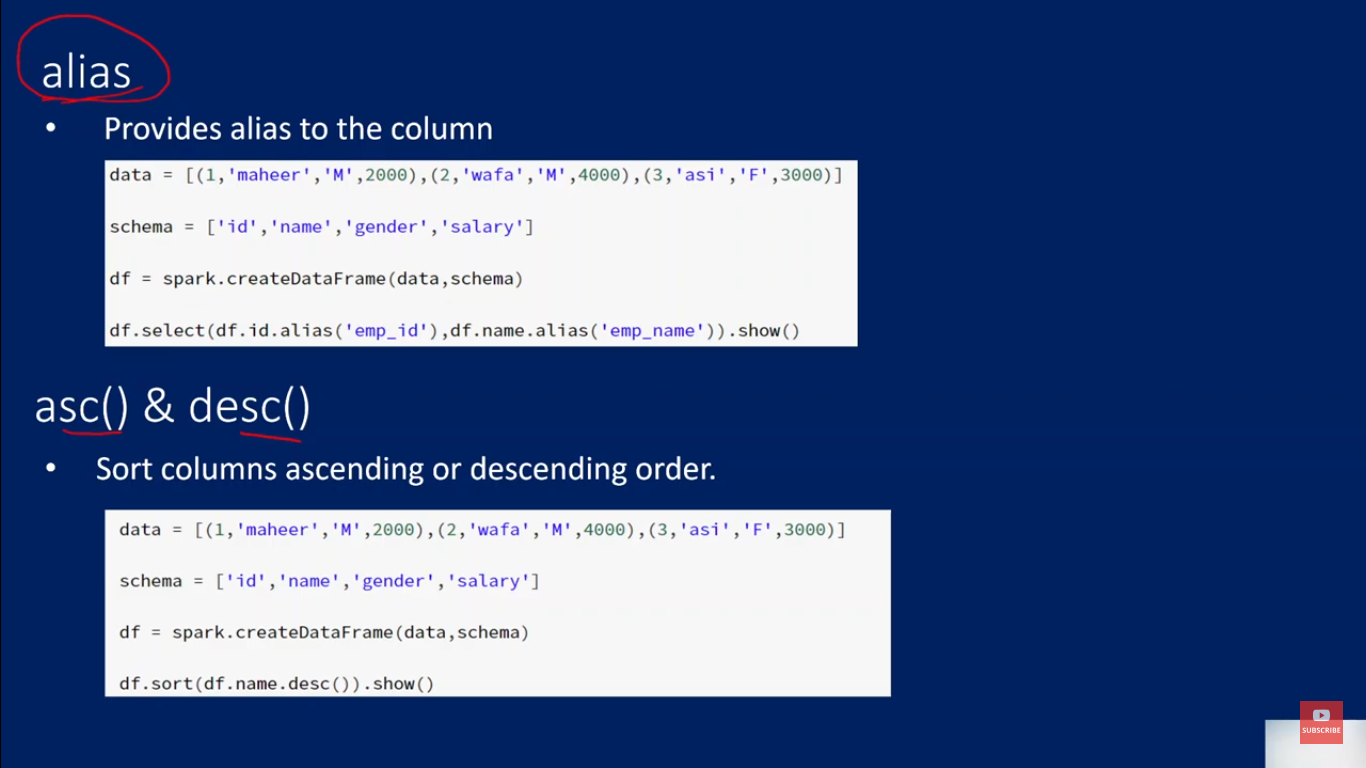 alias
• Provides alias to the column
data = [(1,'maheer','M',2000),(2,'wafa','M',4000),(3,'asi','F',3000)]
schema = ['id','name','gender','salary']
df = spark.createDataFrame(data,schema)
df.select(df.id.alias('emp_id'),df.name.alias('emp_name')).show()
asc() & desc()
• Sort columns ascending or descending order.
data = [(1,'maheer','M',2000),(2,'wafa','M',4000),(3,'asi','F',3000)]
schema = ['id','name','gender','salary']
df = spark.createDataFrame(data,schema)
df.sort(df.name.desc()).show()
SUBSCRIBE